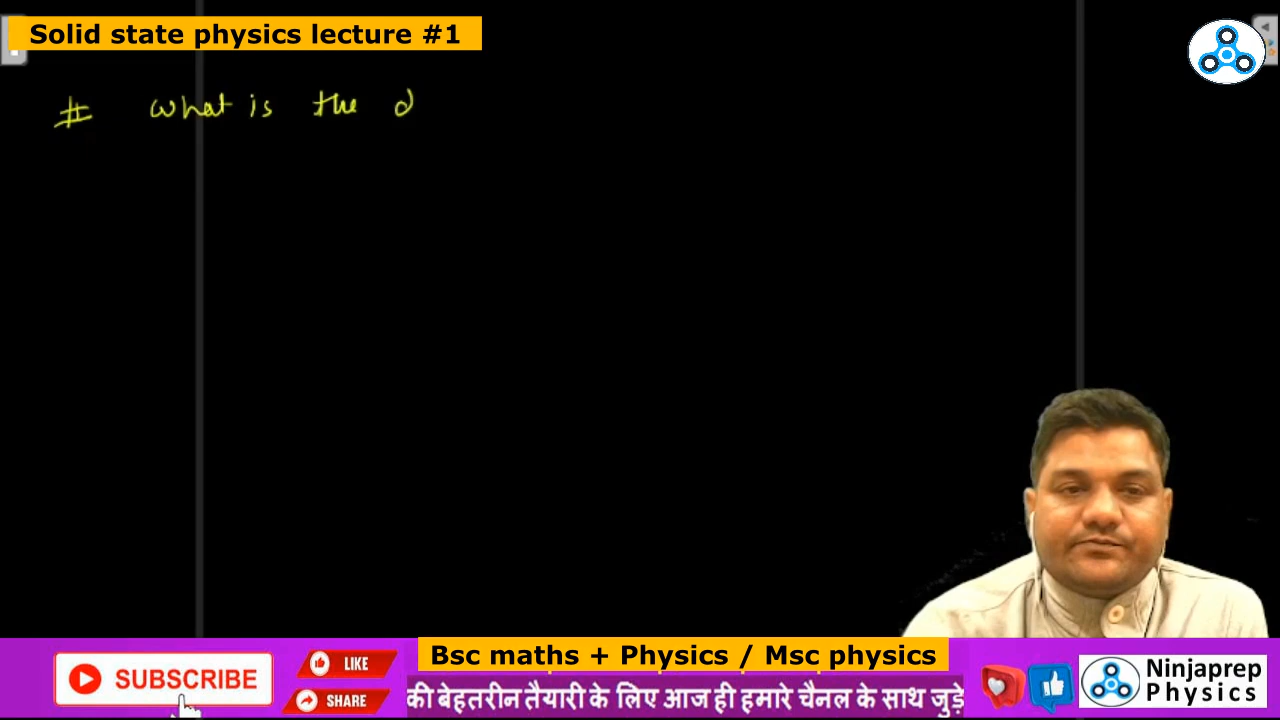 Solid state physics lecture #1
# what is the d
Bsc maths + Physics / Msc physics
SUBSCRIBE
LIKE
SHARE
की बेहतरीन तैयारी के लिए आज ही हमारे चैनल के साथ जुड़े
Ninjaprep
Physics